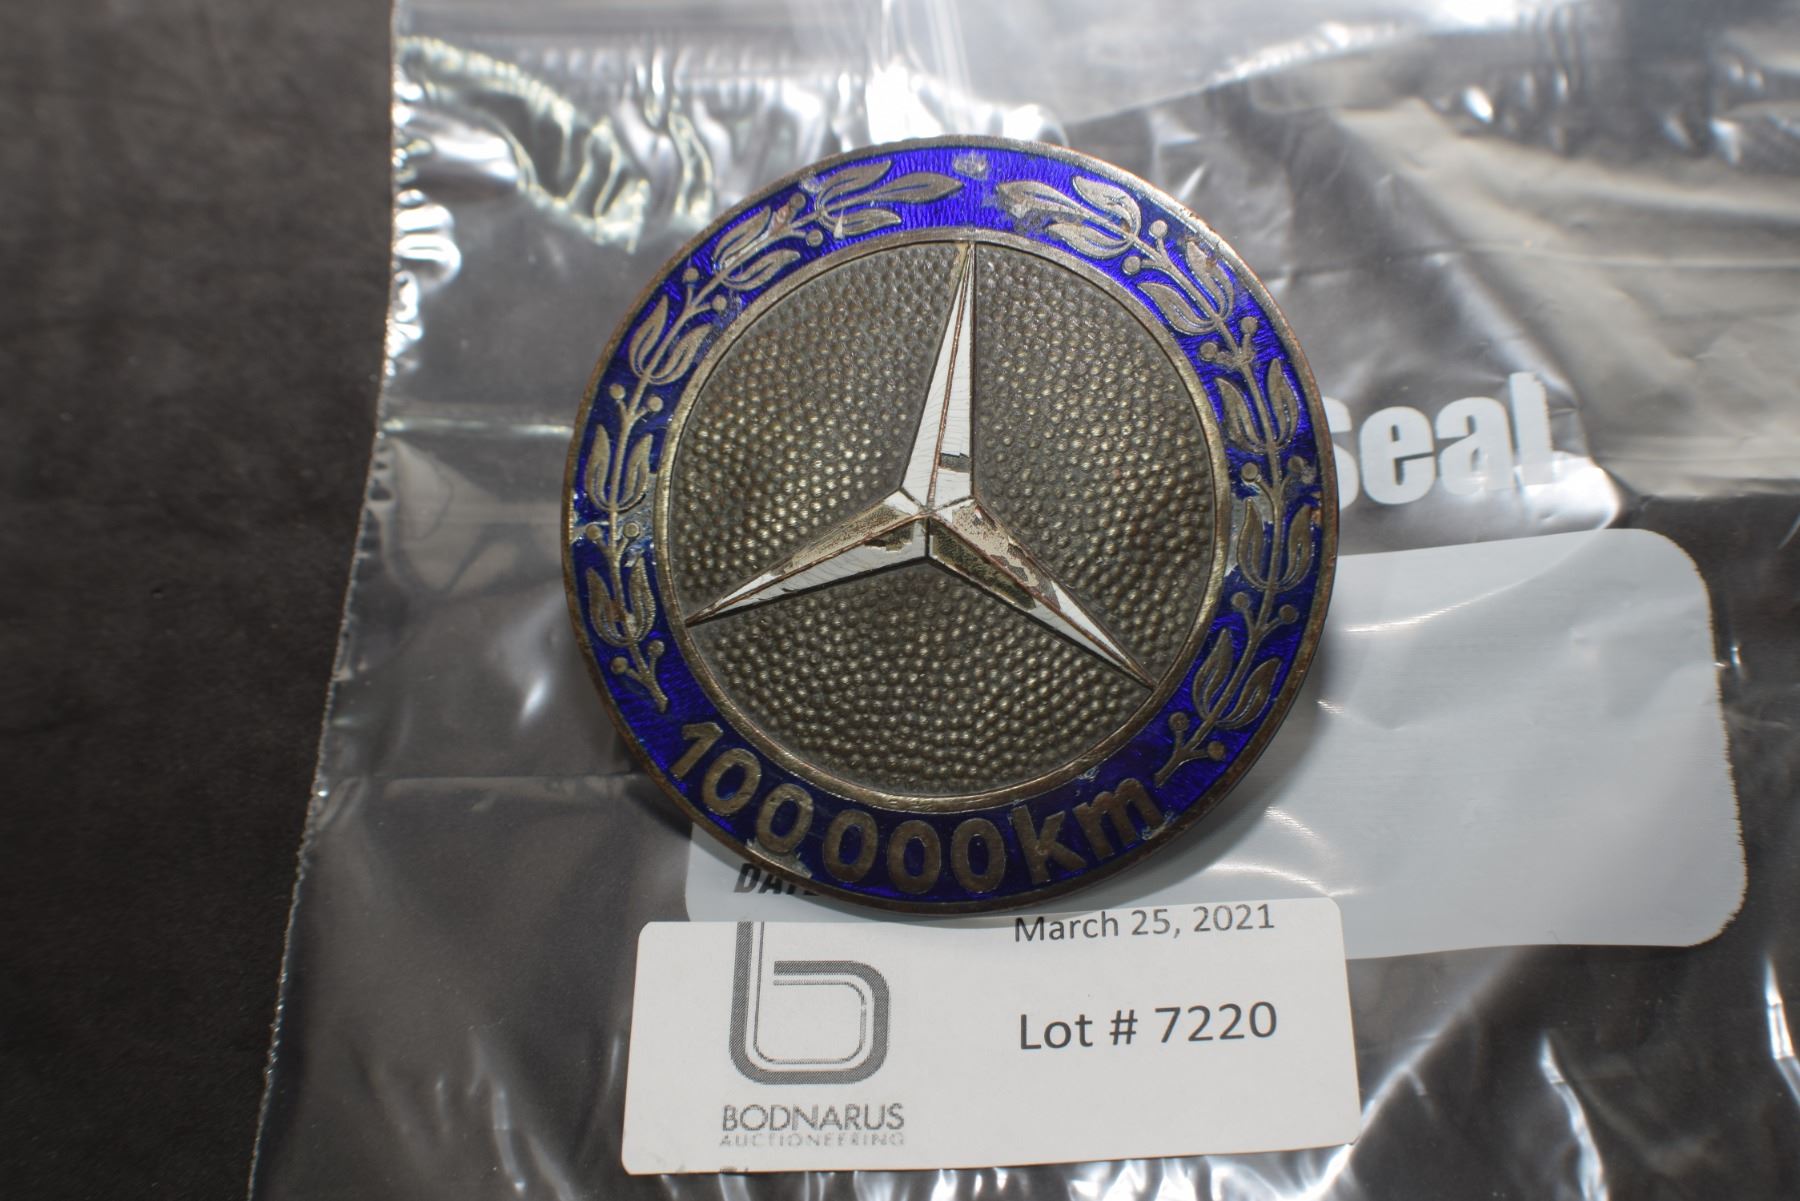 seal
100000km
March 25, 2021
Lot # 7220
BODNARUS
AUCTIONEERING